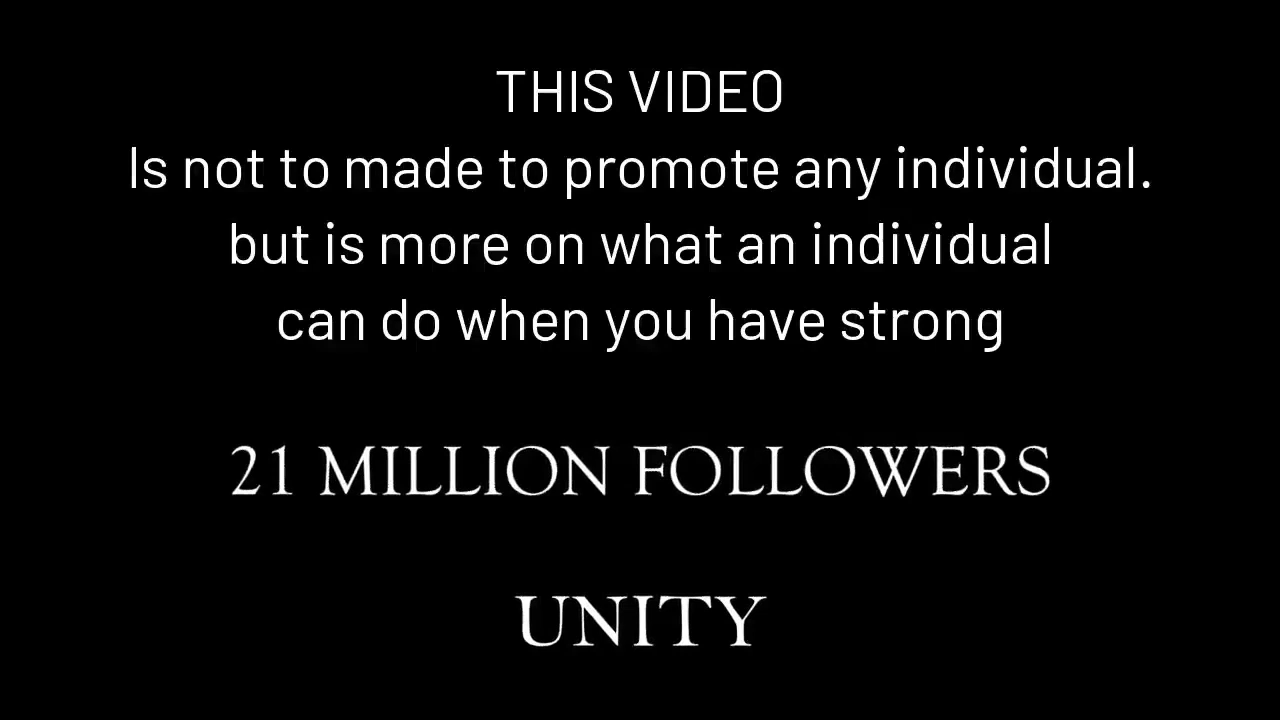 THIS VIDEO
Is not to made to promote any individual.
but is more on what an individual
can do when you have strong
21 MILLION FOLLOWERS
UNITY